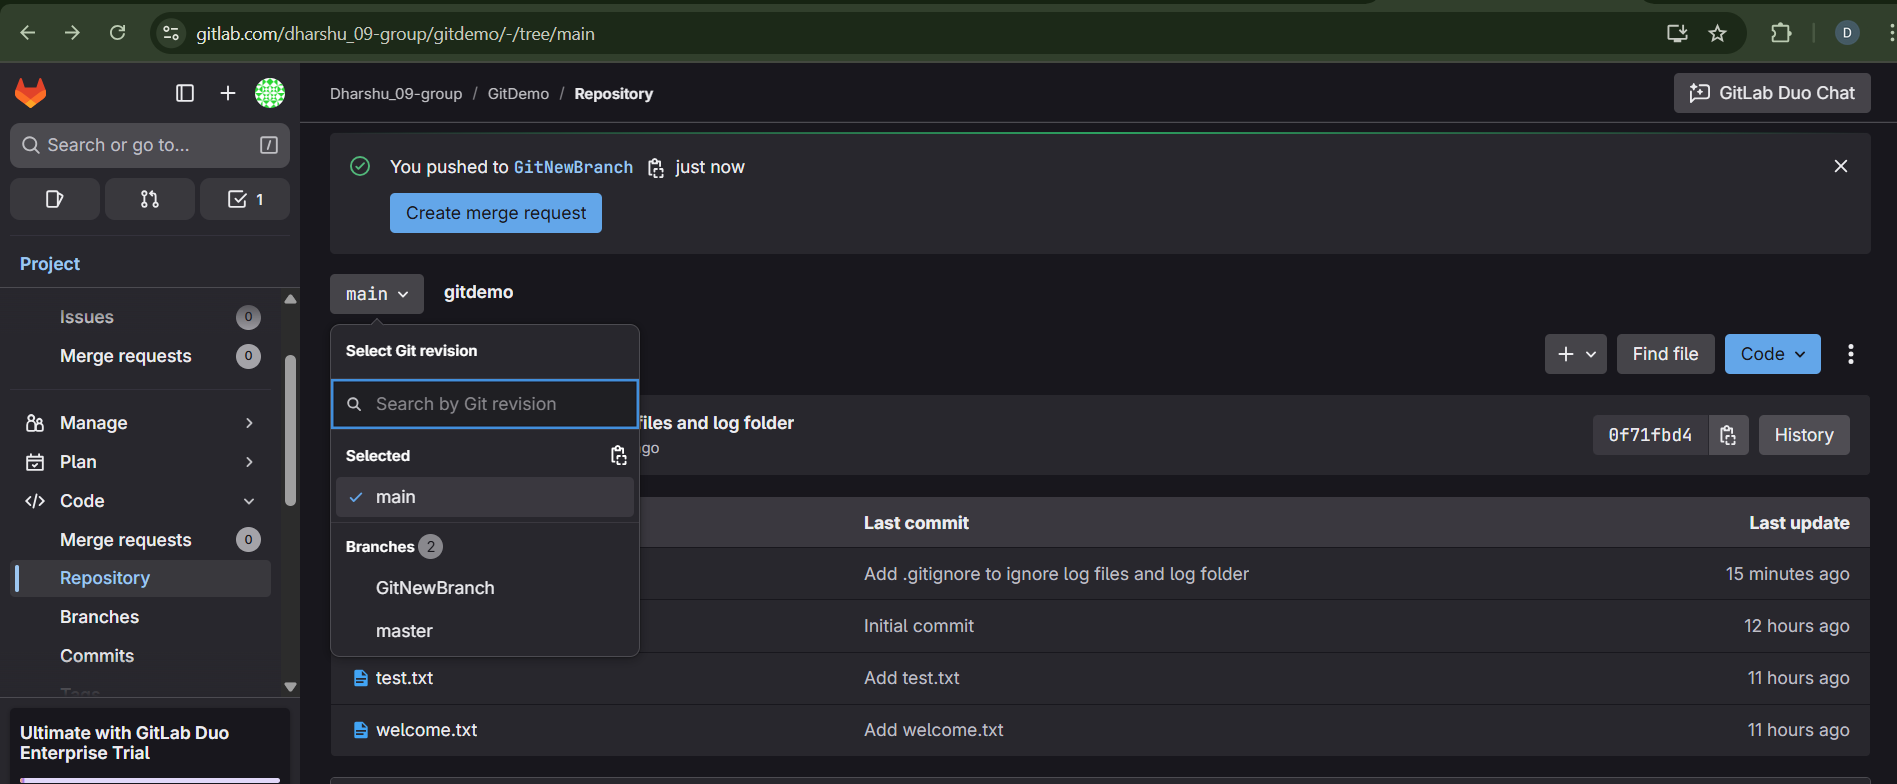 gitlab.com/dharshu_09-group/gitdemo/-/tree/main
D
Search or go to...
/
1
Project
Issues 0
Merge requests 0
Manage
Plan
Code
Merge requests 0
Repository
Branches
Commits
Tags
Ultimate with GitLab Duo
Enterprise Trial
Dharshu_09-group / GitDemo / Repository
GitLab Duo Chat
You pushed to GitNewBranch just now
Create merge request
main
gitdemo
Select Git revision
Search by Git revision
Selected
main
Branches 2
GitNewBranch
master
Find file
Code
files and log folder
go
0f71fbd4
History
Last commit
Last update
Add .gitignore to ignore log files and log folder
15 minutes ago
Initial commit
12 hours ago
test.txt
Add test.txt
11 hours ago
welcome.txt
Add welcome.txt
11 hours ago